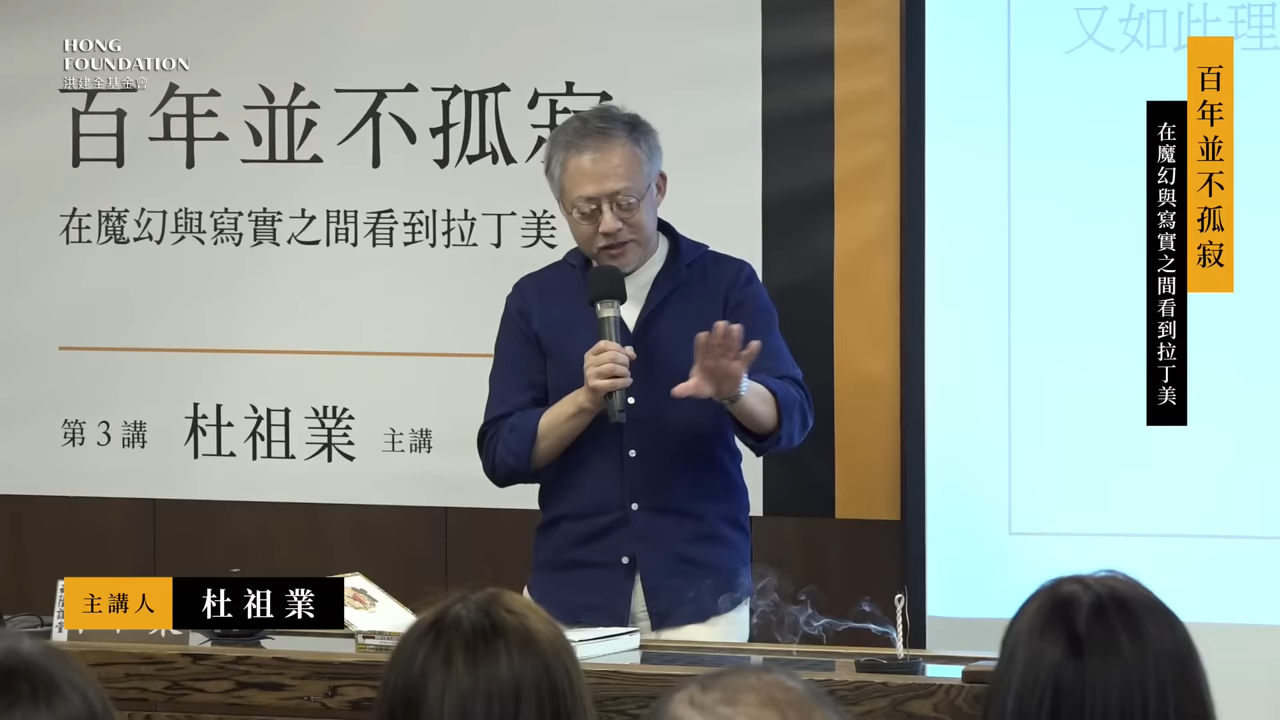 HONG
FOUNDATION
洪建全基金會
百年並不孤寂
在魔幻與寫實之間看到拉丁美
第3講 杜祖業 主講
又如此理
百年並不孤寂
在魔幻與寫實之間看到拉丁美
主講人 杜祖業